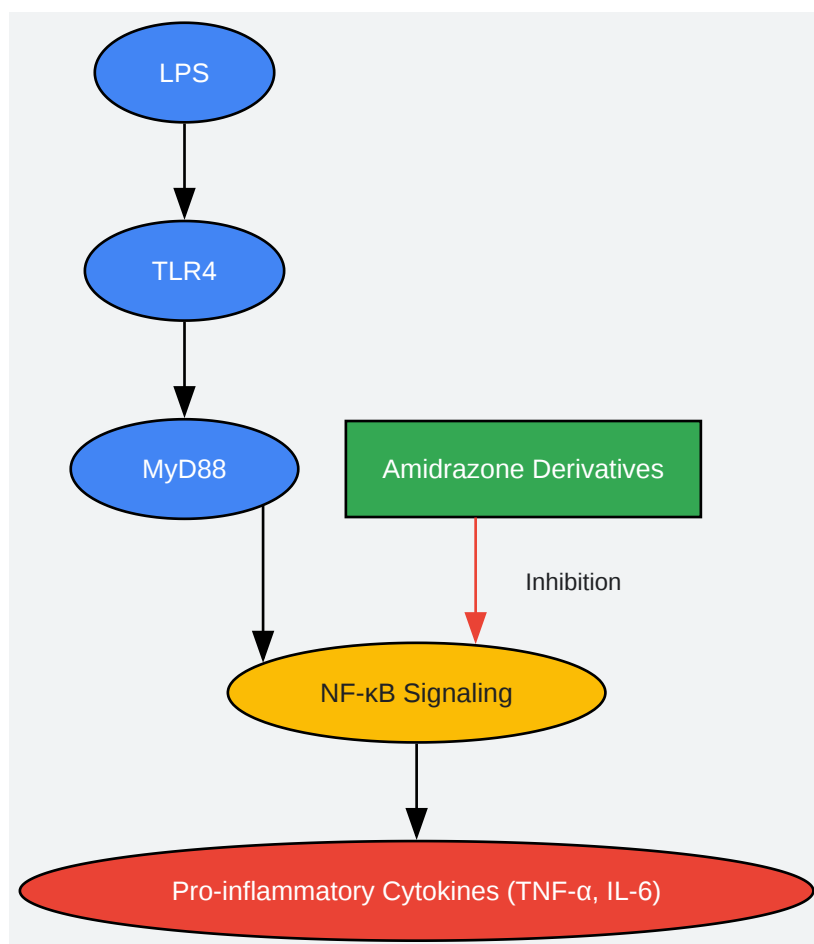 LPS
TLR4
MyD88
Amidrazone Derivatives
Inhibition
NF-κB Signaling
Pro-inflammatory Cytokines (TNF-α, IL-6)